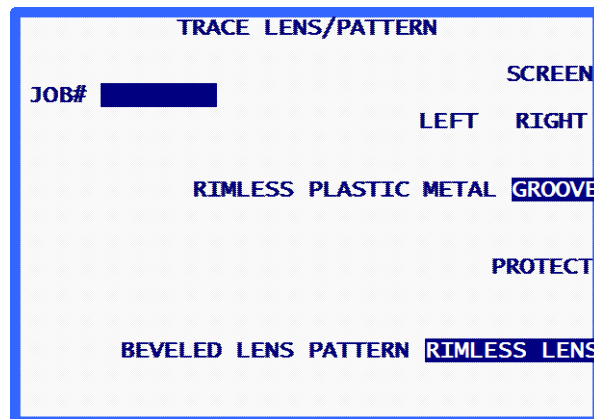 TRACE LENS/PATTERN
SCREEN
JOB#
LEFT RIGHT
RIMLESS PLASTIC METAL GROOVE
PROTECT
BEVELED LENS PATTERN RIMLESS LENS